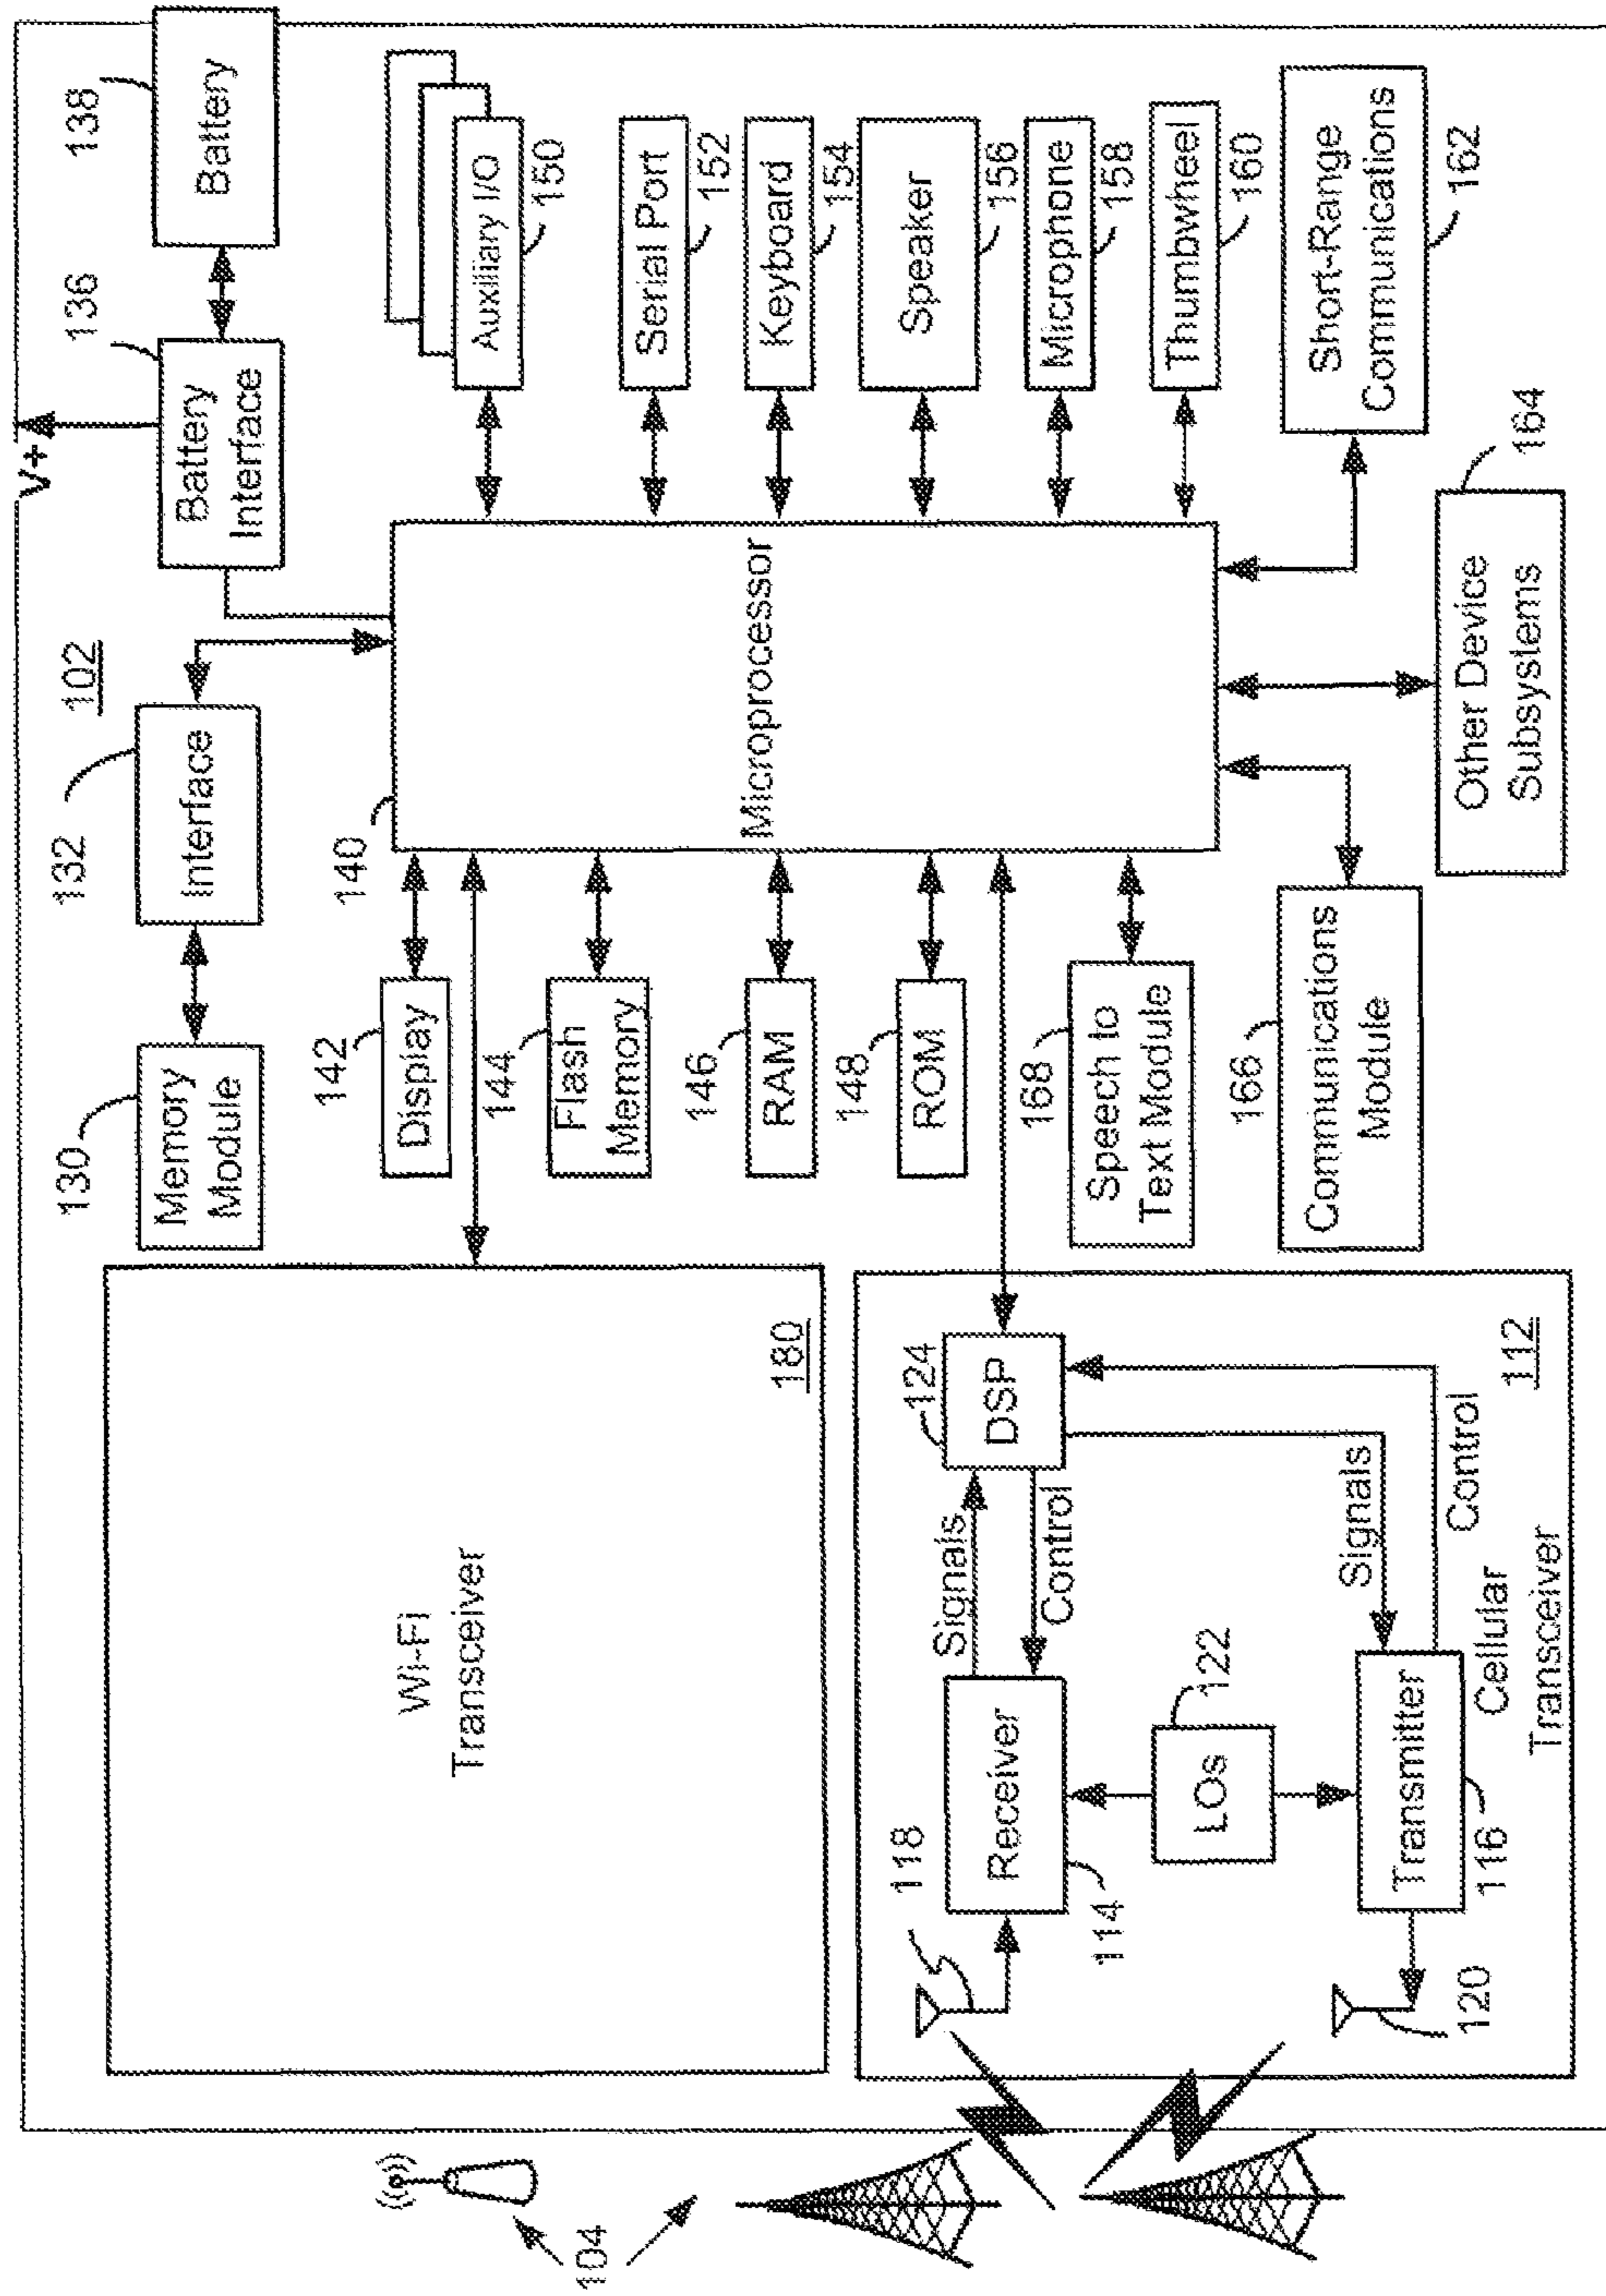 V+
102
130
Memory
Module
132
Interface
136
Battery
Interface
138
Battery
Wi-Fi
Transceiver
180
142
Display
144
Flash
Memory
146
RAM
148
ROM
168
Speech to
Text Module
166
Communications
Module
140
Microprocessor
Auxiliary I/O
150
Serial Port
152
Keyboard
154
Speaker
156
Microphone
158
Thumbwheel
160
Short-Range
Communications
162
164
Other Device
Subsystems
104
118
Receiver
114
Signals
Control
124
DSP
LOs
122
Signals
Control
Transmitter
116
120
Cellular
Transceiver
112